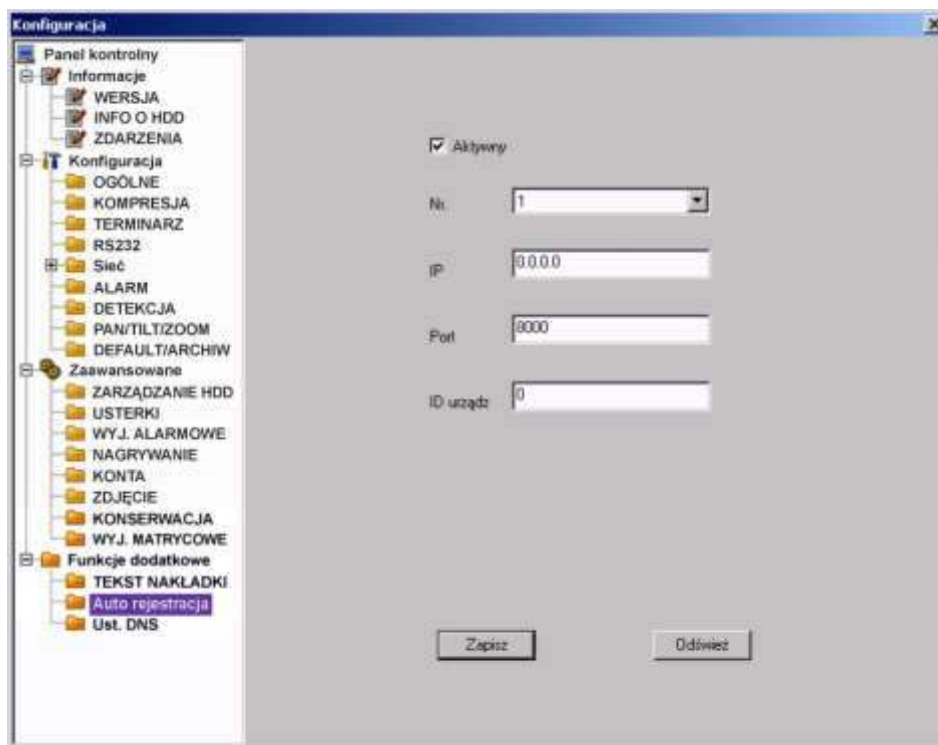 Konfiguracja
Panel kontrolny
Informacje
WERSJA
INFO O HDD
ZDARZENIA
Konfiguracja
OGÓLNE
KOMPRESJA
TERMINARZ
RS232
Sieć
ALARM
DETEKCJA
PAN/TILT/ZOOM
DEFAULT/ARCHIW
Zaawansowane
ZARZĄDZANIE HDD
USTERKI
WYJ. ALARMOWE
NAGRYWANIE
KONTA
ZDJĘCIE
KONSERWACJA
WYJ. MATRYCOWE
Funkcje dodatkowe
TEKST NAKŁADKI
Auto rejestracja
Ust. DNS
Aktywny
Nr. 1
IP 0.0.0.0
Port 8000
ID urządz 0
Zapisz Odśwież